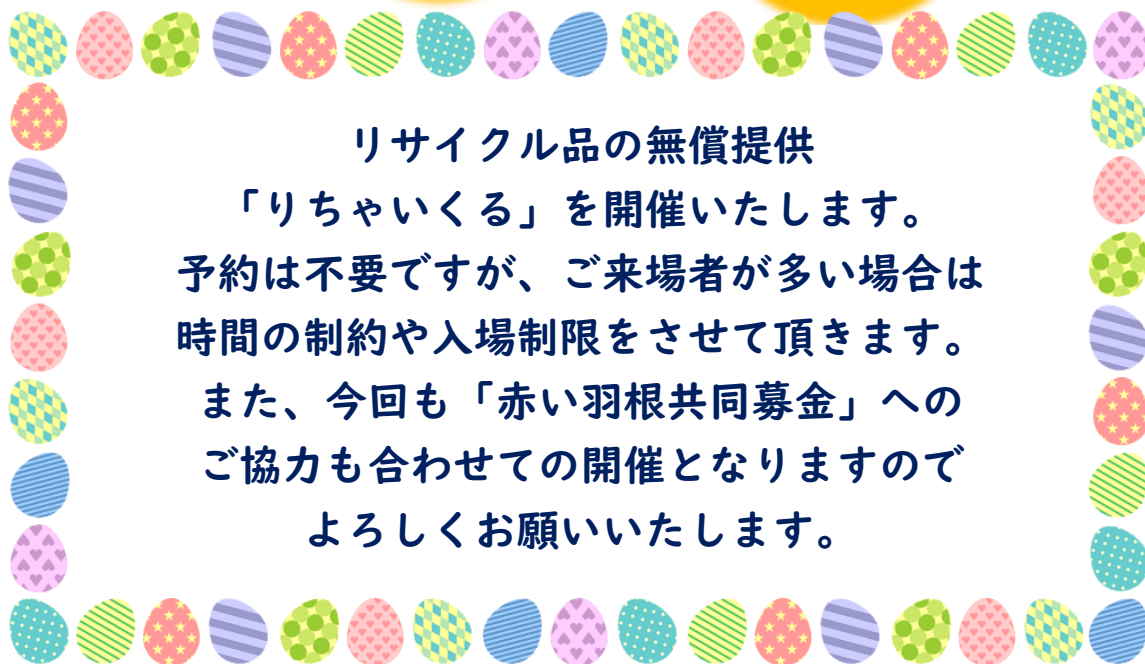 リサイクル品の無償提供
「りちゃいくる」を開催いたします。
予約は不要ですが、ご来場者が多い場合は
時間の制約や入場制限をさせて頂きます。
また、今回も「赤い羽根共同募金」への
ご協力も合わせての開催となりますので
よろしくお願いいたします。